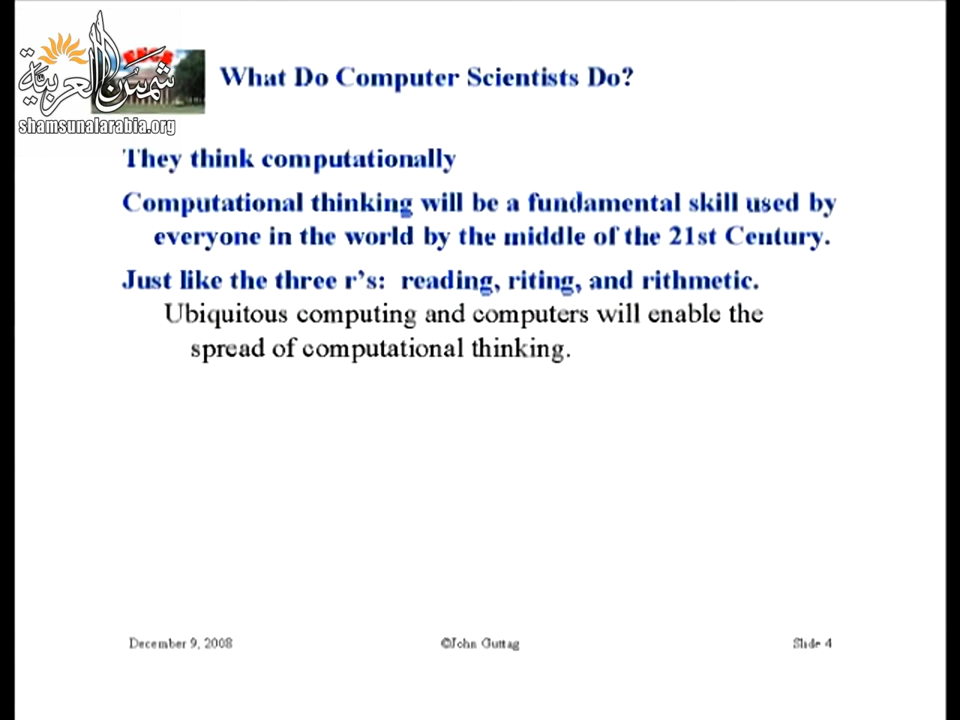 شمس العربية
shamsunalarabia.org
What Do Computer Scientists Do?
They think computationally
Computational thinking will be a fundamental skill used by
everyone in the world by the middle of the 21st Century.
Just like the three r’s: reading, riting, and rithmetic.
Ubiquitous computing and computers will enable the
spread of computational thinking.
December 9, 2008
©John Guttag
Slide 4